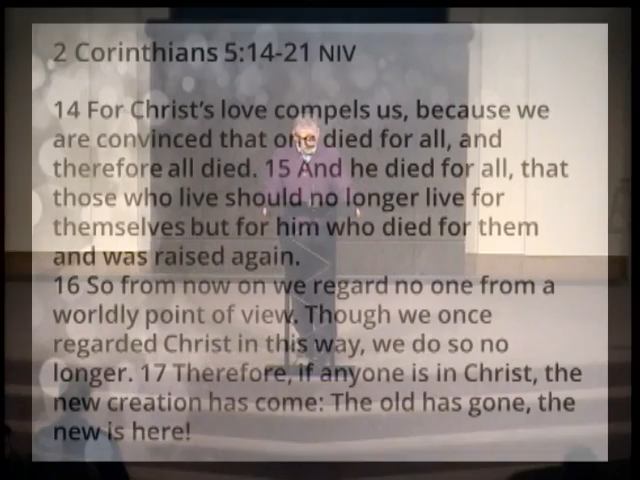 2 Corinthians 5:14-21 NIV
14 For Christ's love compels us, because we
are convinced that one died for all, and
therefore all died. 15 And he died for all, that
those who live should no longer live for
themselves but for him who died for them
and was raised again.
16 So from now on we regard no one from a
worldly point of view. Though we once
regarded Christ in this way, we do so no
longer. 17 Therefore, if anyone is in Christ, the
new creation has come: The old has gone, the
new is here!